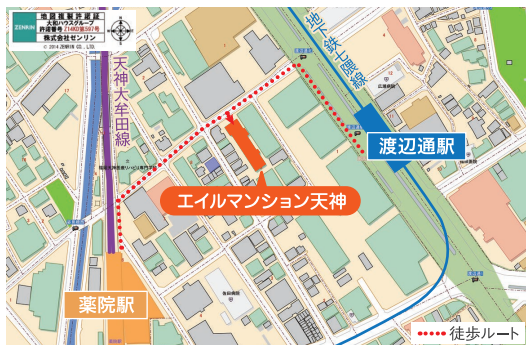 ZENRIN
地図複製許諾証
大和ハウスグループ
許諾番号 Z14KD第597号
株式会社ゼンリン
© 2014 ZENRIN CO., LTD.
天神大牟田線
地下鉄七隈線
渡辺通駅
エイルマンション天神
薬院駅
徒歩ルート